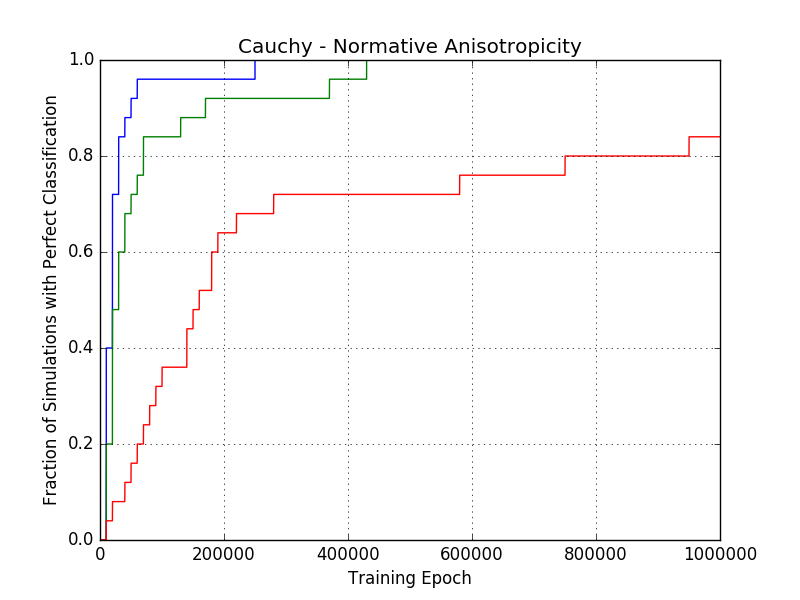 Cauchy - Normative Anisotropicity
Fraction of Simulations with Perfect Classification
1.0
0.8
0.6
0.4
0.2
0.0
0 200000 400000 600000 800000 1000000
Training Epoch